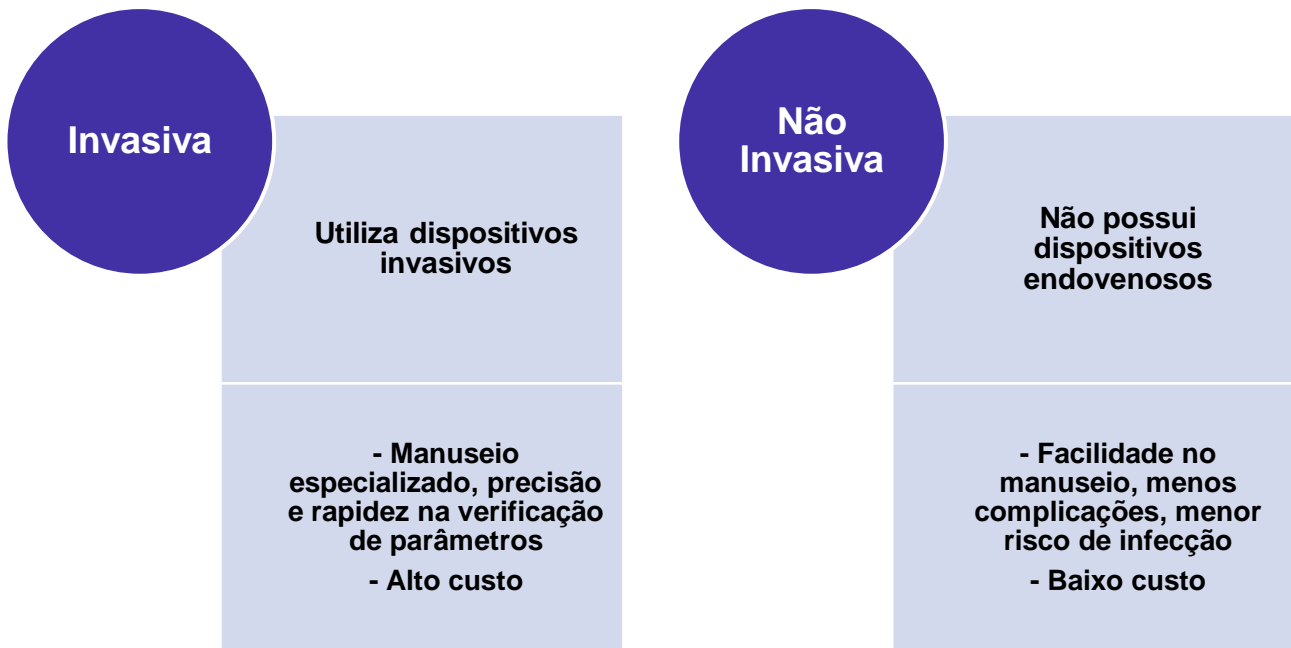 Invasiva
Utiliza dispositivos
invasivos
- Manuseio
especializado, precisão
e rapidez na verificação
de parâmetros
- Alto custo
Não
Invasiva
Não possui
dispositivos
endovenosos
- Facilidade no
manuseio, menos
complicações, menor
risco de infecção
- Baixo custo